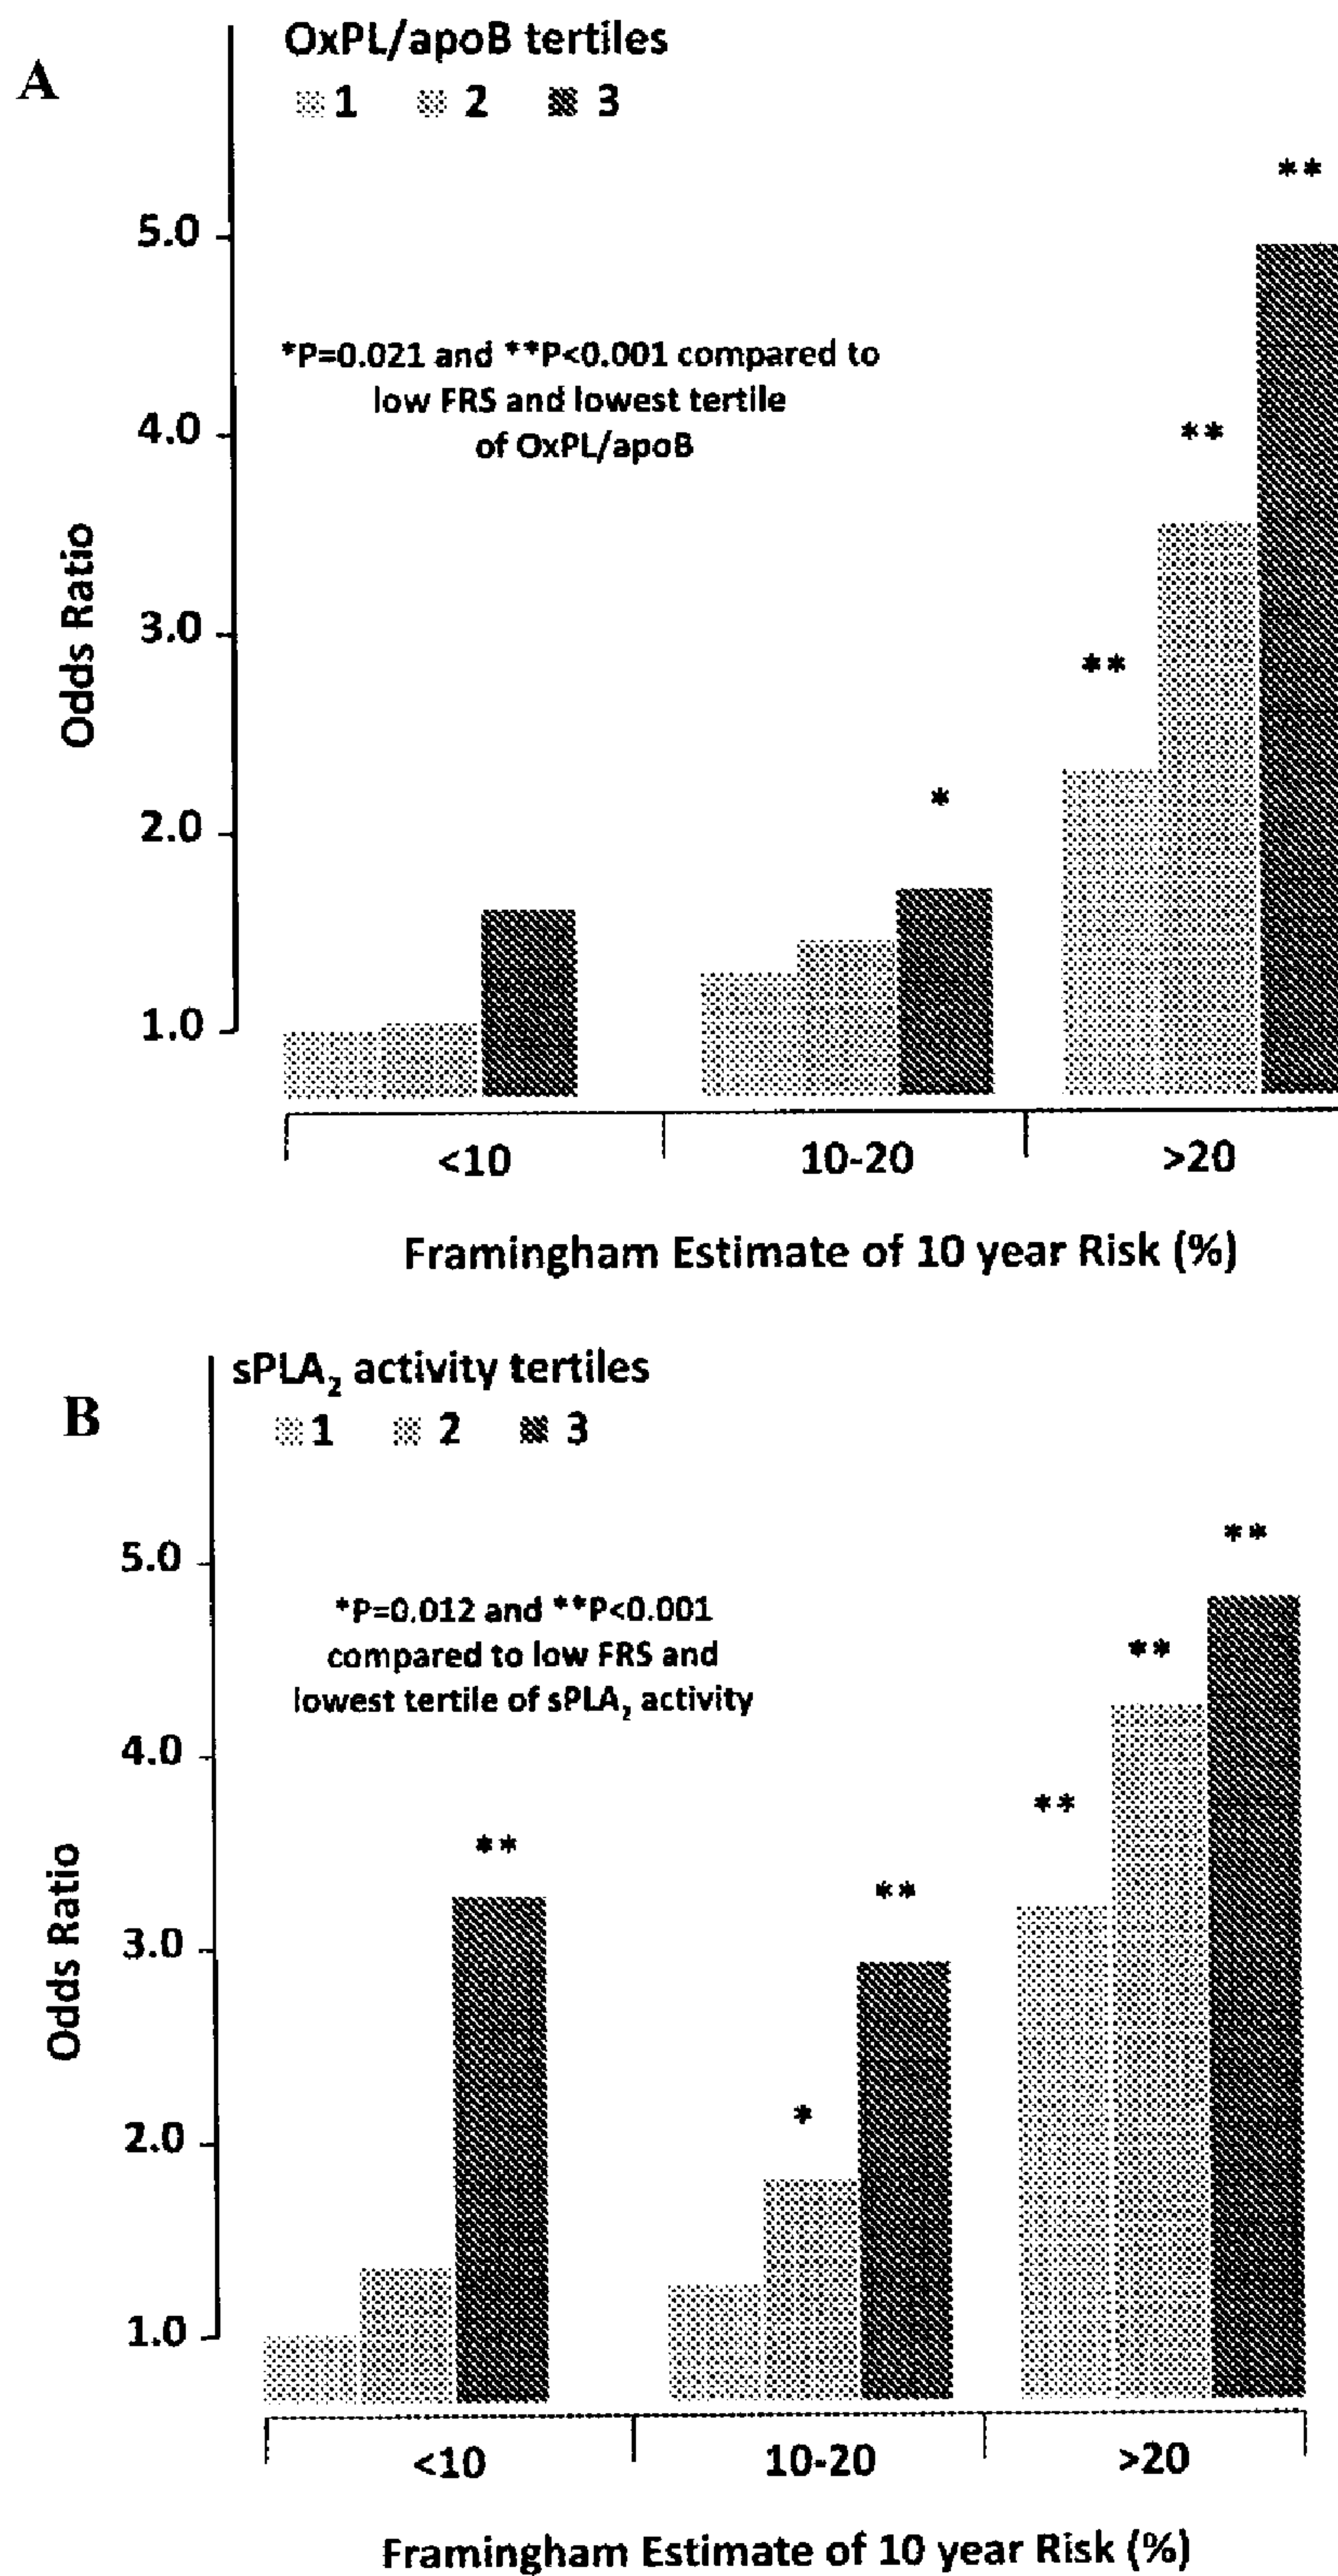 A
OxPL/apoB tertiles
1 2 3
5.0
4.0
3.0
2.0
1.0
Odds Ratio
*P=0.021 and **P<0.001 compared to
low FRS and lowest tertile
of OxPL/apoB
**
**
**
*
<10 10-20 >20
Framingham Estimate of 10 year Risk (%)
B
sPLA₂ activity tertiles
1 2 3
5.0
4.0
3.0
2.0
1.0
Odds Ratio
*P=0.012 and **P<0.001
compared to low FRS and
lowest tertile of sPLA₂ activity
**
**
**
**
**
*
<10 10-20 >20
Framingham Estimate of 10 year Risk (%)